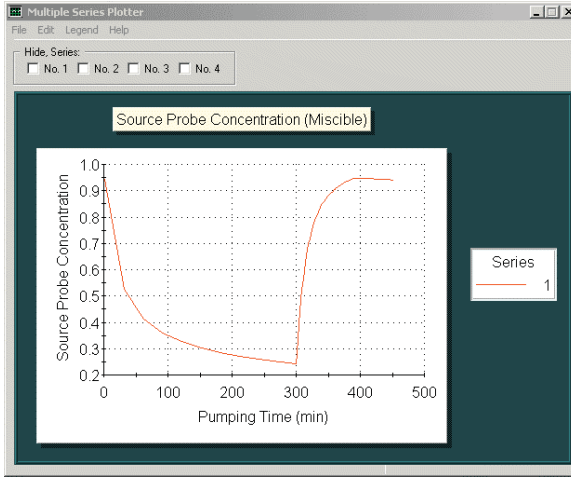 Multiple Series Plotter
File Edit Legend Help
Hide, Series:
No. 1 No. 2 No. 3 No. 4
Source Probe Concentration (Miscible)
Source Probe Concentration
1.0
0.9
0.8
0.7
0.6
0.5
0.4
0.3
0.2
0 100 200 300 400 500
Pumping Time (min)
Series
1